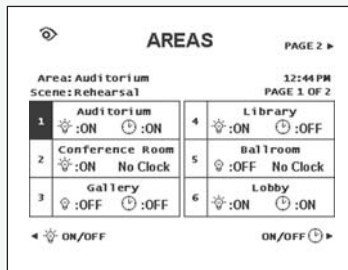 AREAS
PAGE 2 ►
Area: Auditorium
12:44 PM
Scene: Rehearsal
PAGE 1 OF 2
1
Auditorium
:ON :ON
2
Conference Room
:ON No Clock
3
Gallery
:OFF :OFF
4
Library
:ON :OFF
5
Ballroom
:OFF No Clock
6
Lobby
:ON :ON
◄ ON/OFF
ON/OFF ►